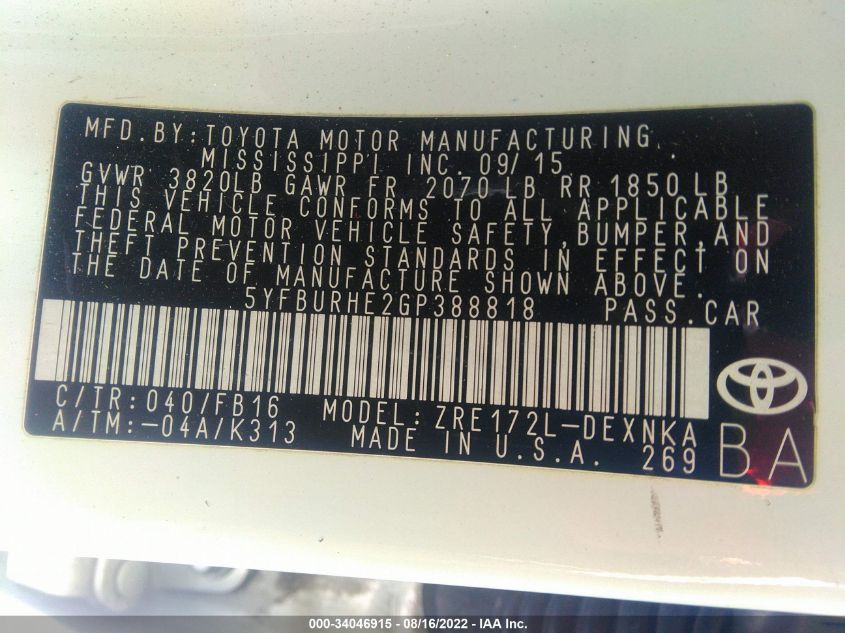 MFD.BY:TOYOTA MOTOR MANUFACTURING,
MISSISSIPPI INC. 09/15
GVWR 3820LB GAWR FR 2070 LB RR 1850LB
THIS VEHICLE CONFORMS TO ALL APPLICABLE
FEDERAL MOTOR VEHICLE SAFETY,BUMPER,AND
THEFT PREVENTION STANDARDS IN EFFECT ON
THE DATE OF MANUFACTURE SHOWN ABOVE.
5YFBURHE2GP388818 PASS.CAR
C/TR:040/FB16 MODEL:ZRE172L-DEXNKA
A/TM:-04A/K313 MADE IN U.S.A. 269 BA
000-34046915 - 08/16/2022 - IAA Inc.